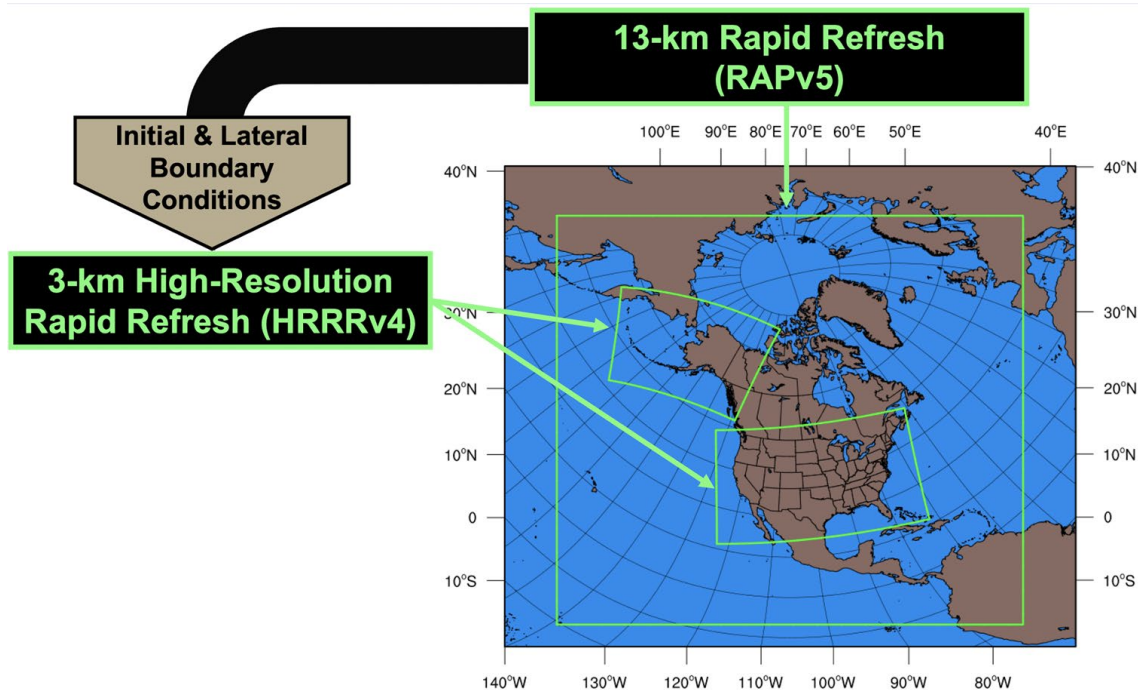 13-km Rapid Refresh
(RAPv5)
Initial & Lateral
Boundary
Conditions
3-km High-Resolution
Rapid Refresh (HRRRv4)
100°E 90°E 80°E 70°E 60°E 50°E 40°E
40°N 40°N
30°N 30°N
20°N 20°N
10°N 10°N
0 0
10°S 10°S
140°W 130°W 120°W 110°W 100°W 90°W 80°W